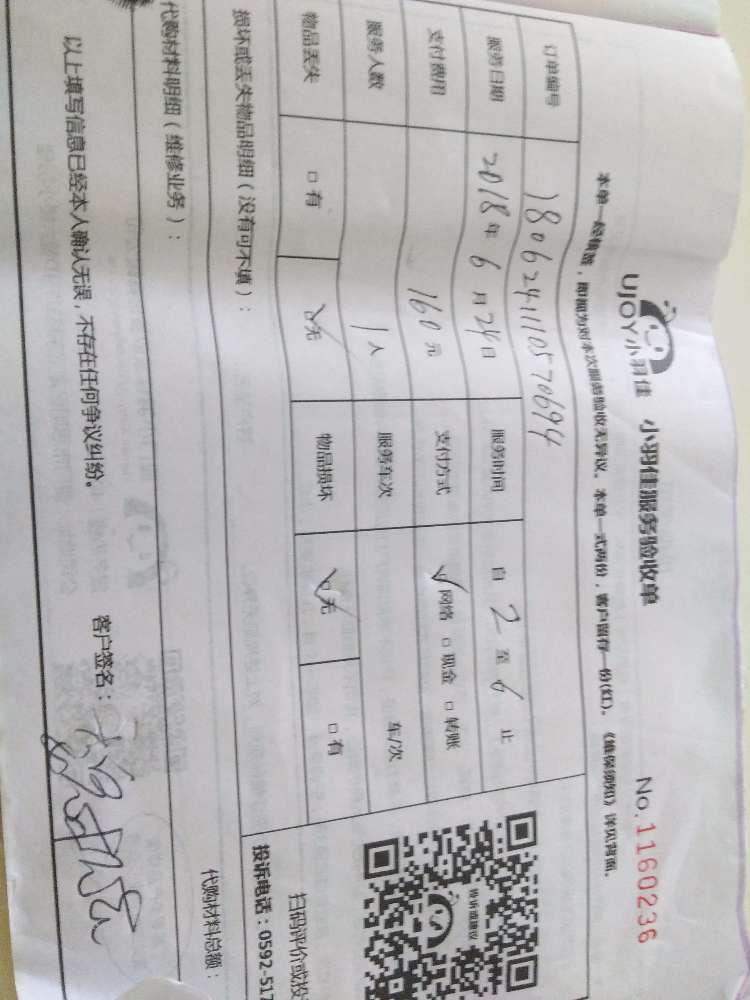 UJOY小羽佳 小羽佳服务验收单 No.1160236
本单一经销签，即视为对本次服务验收无异议。本单一式两份，客户留存一份(红)。《维保须知》详见背面。
订单编号 1806241110570694
服务日期 2018年6月24日 服务时间 自2至6止
支付费用 160元 支付方式 ☑网络 □现金 □转账
服务人数 1人 服务车次 车/次
物品丢失 □有 ☑无 物品损坏 ☑无 □有
损坏或丢失物品明细（没有可不填）：
代购材料明细（维修业务）：
代购材料总额：
以上填写信息已经本人确认无误，不存在任何争议纠纷。
客户签名：
投诉或建议
扫码评价或投
投诉电话：0592-517